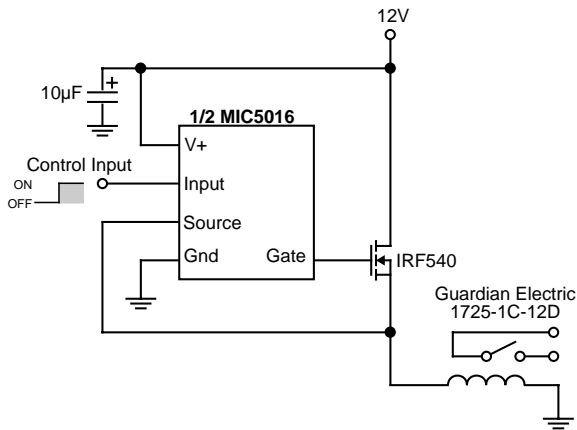 12V
+
10µF
1/2 MIC5016
V+
Control Input
ON
OFF
Input
Source
Gnd
Gate
IRF540
Guardian Electric
1725-1C-12D